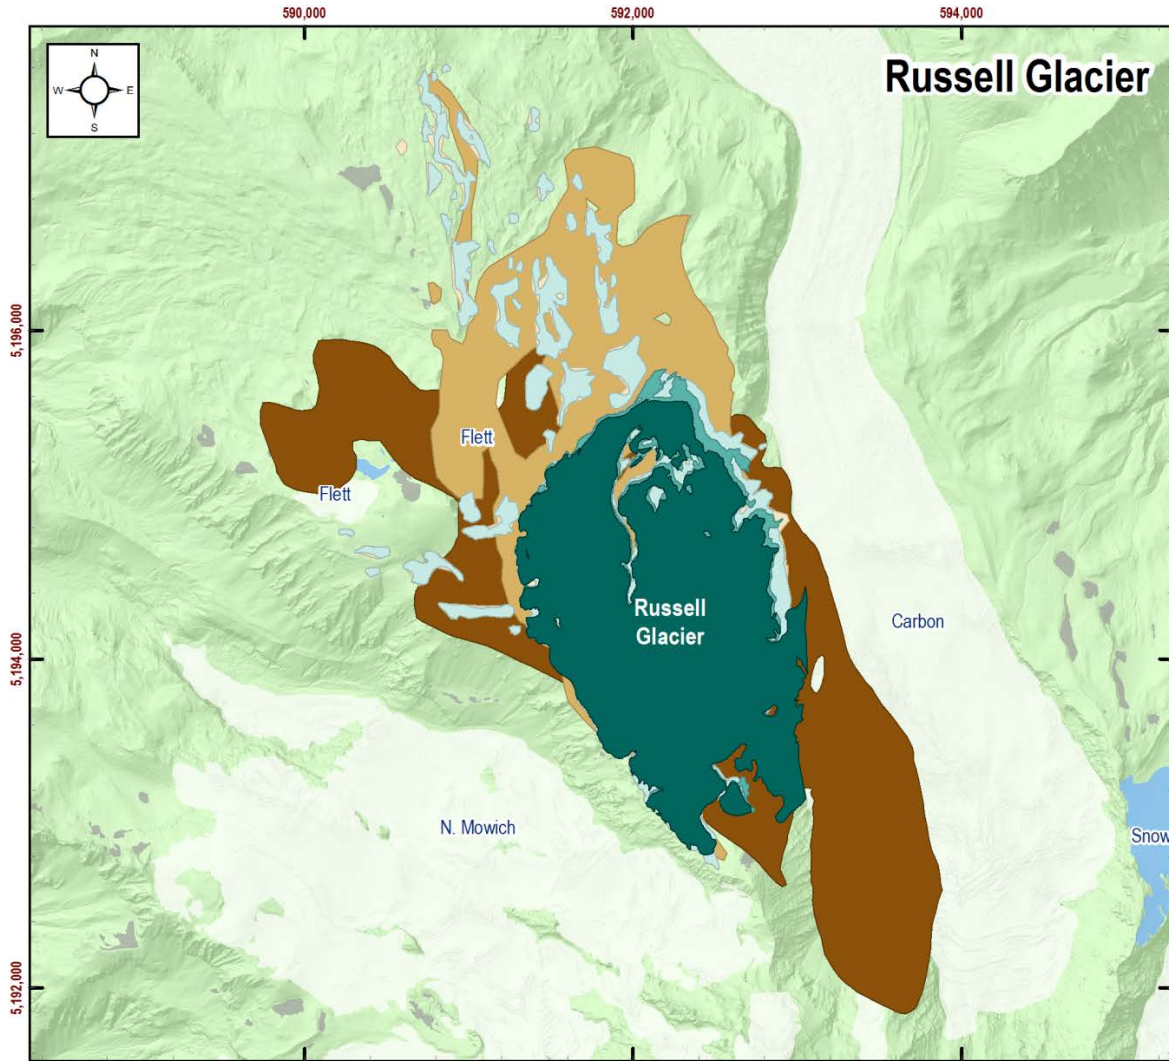 590,000
592,000
594,000
N
W
E
S
Russell Glacier
5,196,000
Flett
Flett
Russell
Glacier
Carbon
5,194,000
N. Mowich
Snow
5,192,000